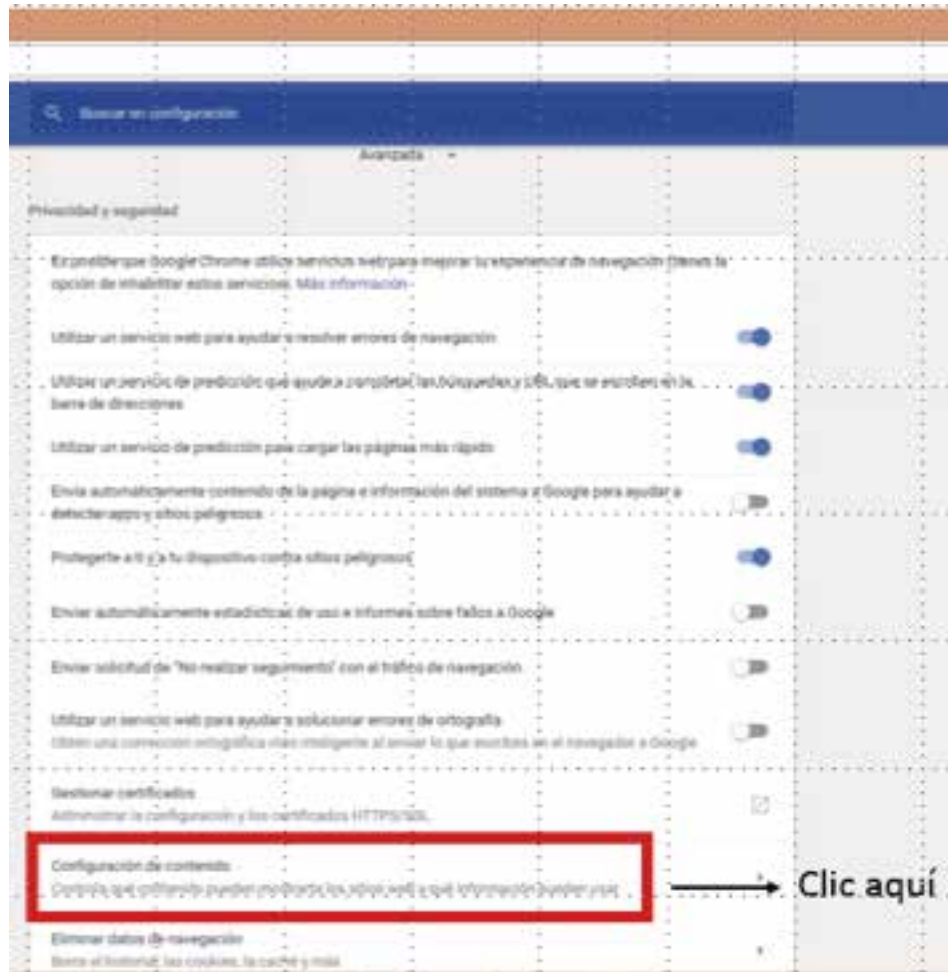 Buscar en configuración
Avanzada
Privacidad y seguridad
Es posible que Google Chrome utilice servicios web para mejorar tu experiencia de navegación (tienes la
opción de inhabilitar estos servicios). Más información
Utilizar un servicio web para ayudar a resolver errores de navegación
Utilizar un servicio de predicción que ayude a completar las búsquedas y URL que se escriben en la
barra de direcciones
Utilizar un servicio de predicción para cargar las páginas más rápido
Envía automáticamente contenido de la página e información del sistema a Google para ayudar a
detectar apps y sitios peligrosos
Protegerte a ti y a tu dispositivo contra sitios peligrosos
Enviar automáticamente estadísticas de uso e informes sobre fallos a Google
Enviar solicitud de "No realizar seguimiento" con el tráfico de navegación
Utilizar un servicio web para ayudar a solucionar errores de ortografía
Obtén una corrección ortográfica más inteligente al enviar lo que escribes en el navegador a Google
Gestionar certificados
Administrar la configuración y los certificados HTTPS/SSL
Configuración de contenido
Controla qué contenido pueden mostrarte los sitios web y qué información pueden usar
Clic aquí
Eliminar datos de navegación
Borra el historial, las cookies, la caché y más